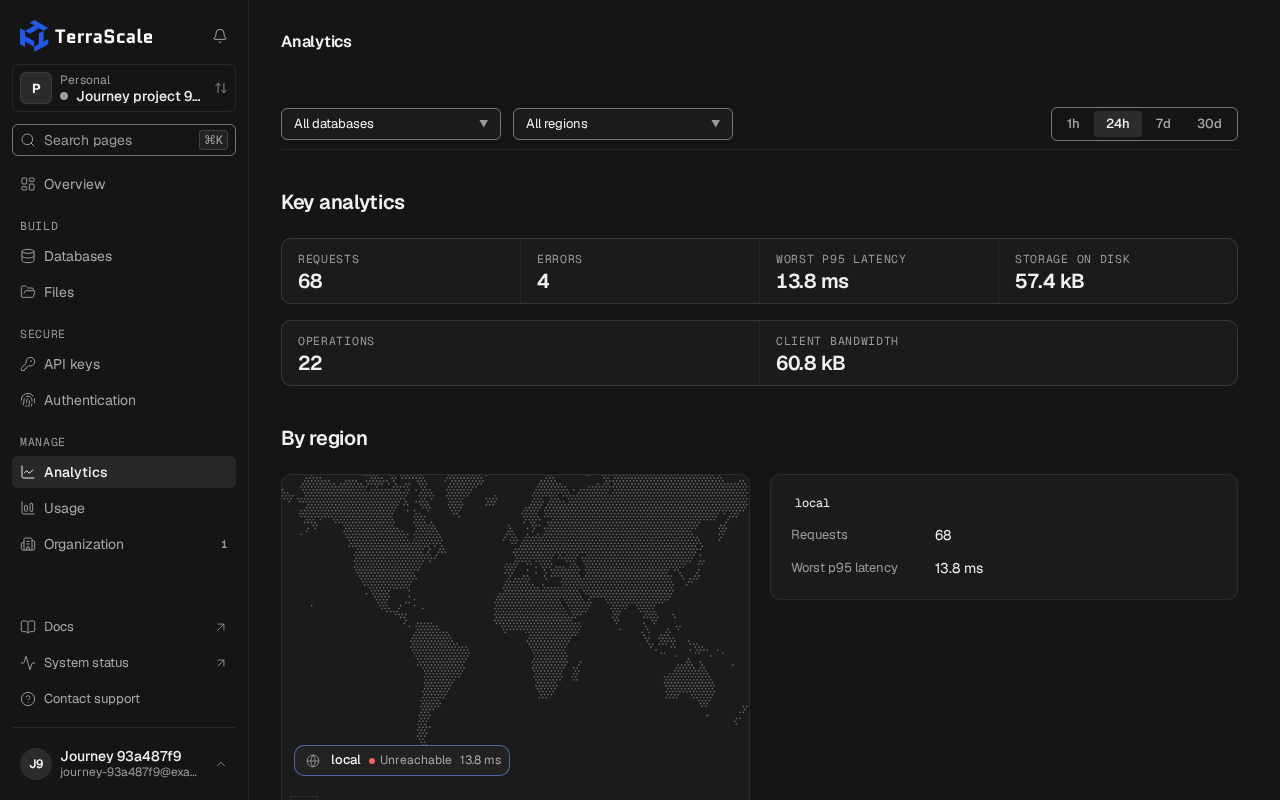 TerraScale
P
Personal
Journey project 9...
Search pages
⌘K
Overview
BUILD
Databases
Files
SECURE
API keys
Authentication
MANAGE
Analytics
Usage
Organization
1
Docs
System status
Contact support
J9
Journey 93a487f9
journey-93a487f9@exa...
Analytics
All databases
All regions
1h 24h 7d 30d
Key analytics
REQUESTS
68
ERRORS
4
WORST P95 LATENCY
13.8 ms
STORAGE ON DISK
57.4 kB
OPERATIONS
22
CLIENT BANDWIDTH
60.8 kB
By region
local Unreachable 13.8 ms
local
Requests 68
Worst p95 latency 13.8 ms